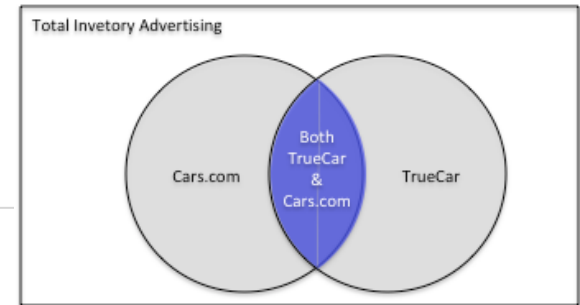 Total Invetory Advertising
Cars.com
Both
TrueCar
&
Cars.com
TrueCar